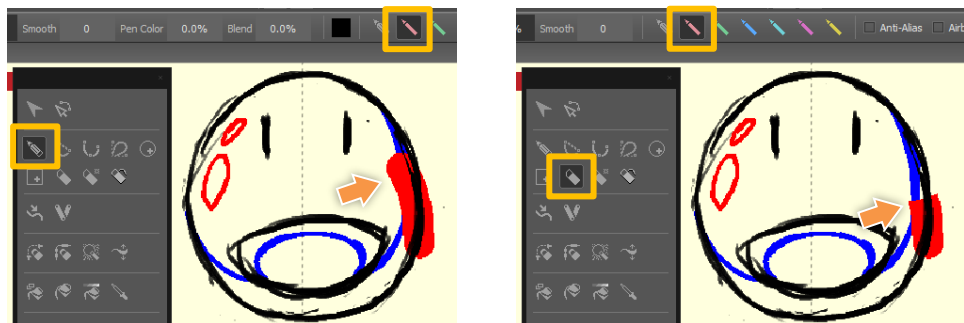 Smooth 0 Pen Color 0.0% Blend 0.0%
% Smooth 0 Anti-Alias Airb